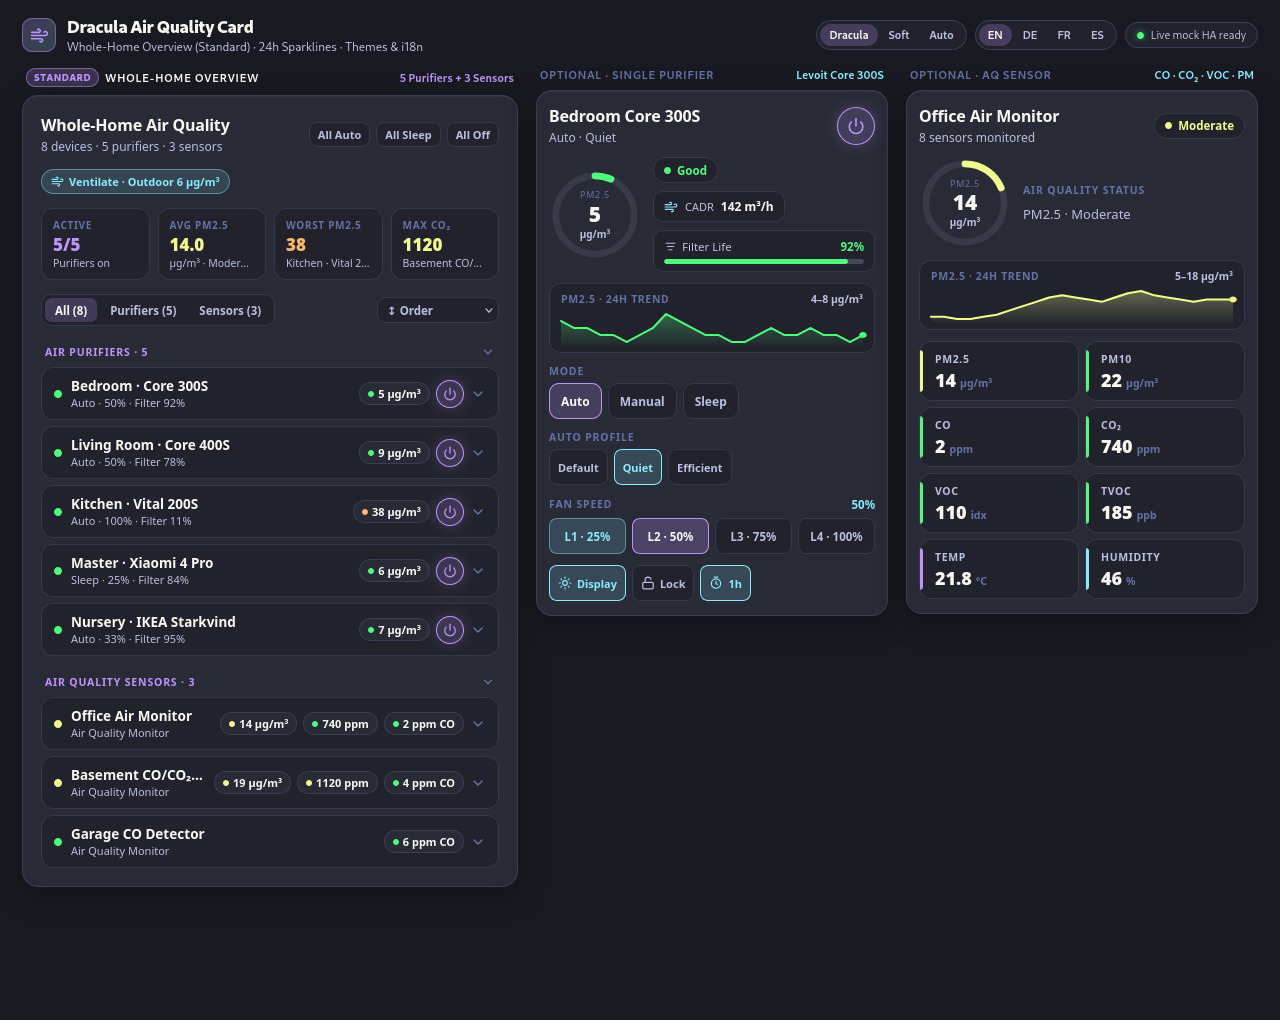 Dracula Air Quality Card
Whole-Home Overview (Standard) · 24h Sparklines · Themes & i18n
Dracula Soft Auto
EN DE FR ES
Live mock HA ready
STANDARD WHOLE-HOME OVERVIEW
5 Purifiers + 3 Sensors
Whole-Home Air Quality
8 devices · 5 purifiers · 3 sensors
All Auto All Sleep All Off
Ventilate · Outdoor 6 µg/m³
ACTIVE
5/5
Purifiers on
AVG PM2.5
14.0
µg/m³ · Moder...
WORST PM2.5
38
Kitchen · Vital 2...
MAX CO₂
1120
Basement CO/...
All (8) Purifiers (5) Sensors (3)
↕ Order
AIR PURIFIERS · 5
Bedroom · Core 300S
Auto · 50% · Filter 92%
5 µg/m³
Living Room · Core 400S
Auto · 50% · Filter 78%
9 µg/m³
Kitchen · Vital 200S
Auto · 100% · Filter 11%
38 µg/m³
Master · Xiaomi 4 Pro
Sleep · 25% · Filter 84%
6 µg/m³
Nursery · IKEA Starkvind
Auto · 33% · Filter 95%
7 µg/m³
AIR QUALITY SENSORS · 3
Office Air Monitor
Air Quality Monitor
14 µg/m³ 740 ppm 2 ppm CO
Basement CO/CO₂...
Air Quality Monitor
19 µg/m³ 1120 ppm 4 ppm CO
Garage CO Detector
Air Quality Monitor
6 ppm CO
OPTIONAL · SINGLE PURIFIER
Levoit Core 300S
Bedroom Core 300S
Auto · Quiet
PM2.5
5
µg/m³
Good
CADR 142 m³/h
Filter Life 92%
PM2.5 · 24H TREND 4–8 µg/m³
MODE
Auto Manual Sleep
AUTO PROFILE
Default Quiet Efficient
FAN SPEED 50%
L1 · 25% L2 · 50% L3 · 75% L4 · 100%
Display Lock 1h
OPTIONAL · AQ SENSOR
CO · CO₂ · VOC · PM
Office Air Monitor
8 sensors monitored
Moderate
PM2.5
14
µg/m³
AIR QUALITY STATUS
PM2.5 · Moderate
PM2.5 · 24H TREND 5–18 µg/m³
PM2.5
14 µg/m³
PM10
22 µg/m³
CO
2 ppm
CO₂
740 ppm
VOC
110 idx
TVOC
185 ppb
TEMP
21.8 °C
HUMIDITY
46 %